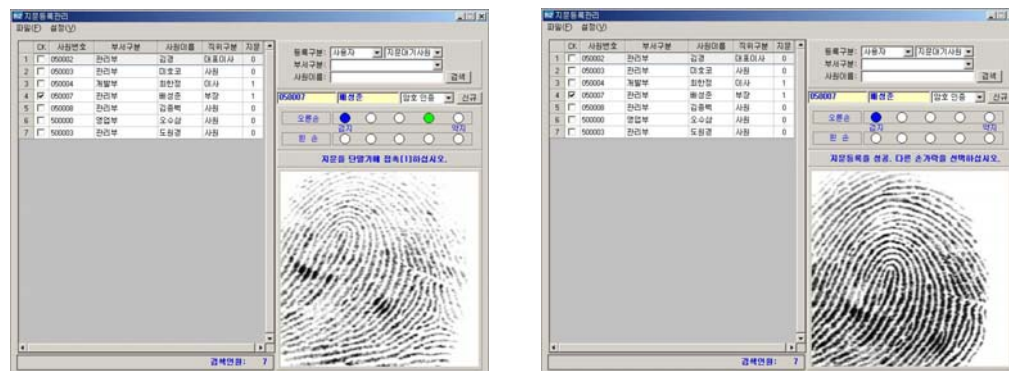 지문등록관리
파일(F) 설정(V)
CK 사원번호 부서구분 사원이름 직위구분 지문
1 050002 관리부 김경 대표이사 0
2 050003 관리부 미호코 사원 0
3 050004 개발부 최한정 이사 1
4 050007 관리부 배성준 부장 1
5 050008 관리부 김종백 사원 0
6 500000 영업부 오수삼 사원 0
7 500003 관리부 도원경 사원 0
등록구분: 사용자 지문대기사원
부서구분:
사원이름: 검색
050007 배성준 암호 인증 신규
오른손
검지 약지
왼 손
지문을 단말기에 접촉[1]하십시오.
검색인원: 7
지문등록관리
파일(F) 설정(V)
CK 사원번호 부서구분 사원이름 직위구분 지문
1 050002 관리부 김경 대표이사 0
2 050003 관리부 미호코 사원 0
3 050004 개발부 최한정 이사 1
4 050007 관리부 배성준 부장 1
5 050008 관리부 김종백 사원 0
6 500000 영업부 오수삼 사원 0
7 500003 관리부 도원경 사원 0
등록구분: 사용자 지문대기사원
부서구분:
사원이름: 검색
050007 배성준 암호 인증 신규
오른손
검지 약지
왼 손
지문등록을 성공. 다른 손가락을 선택하십시오.
검색인원: 7